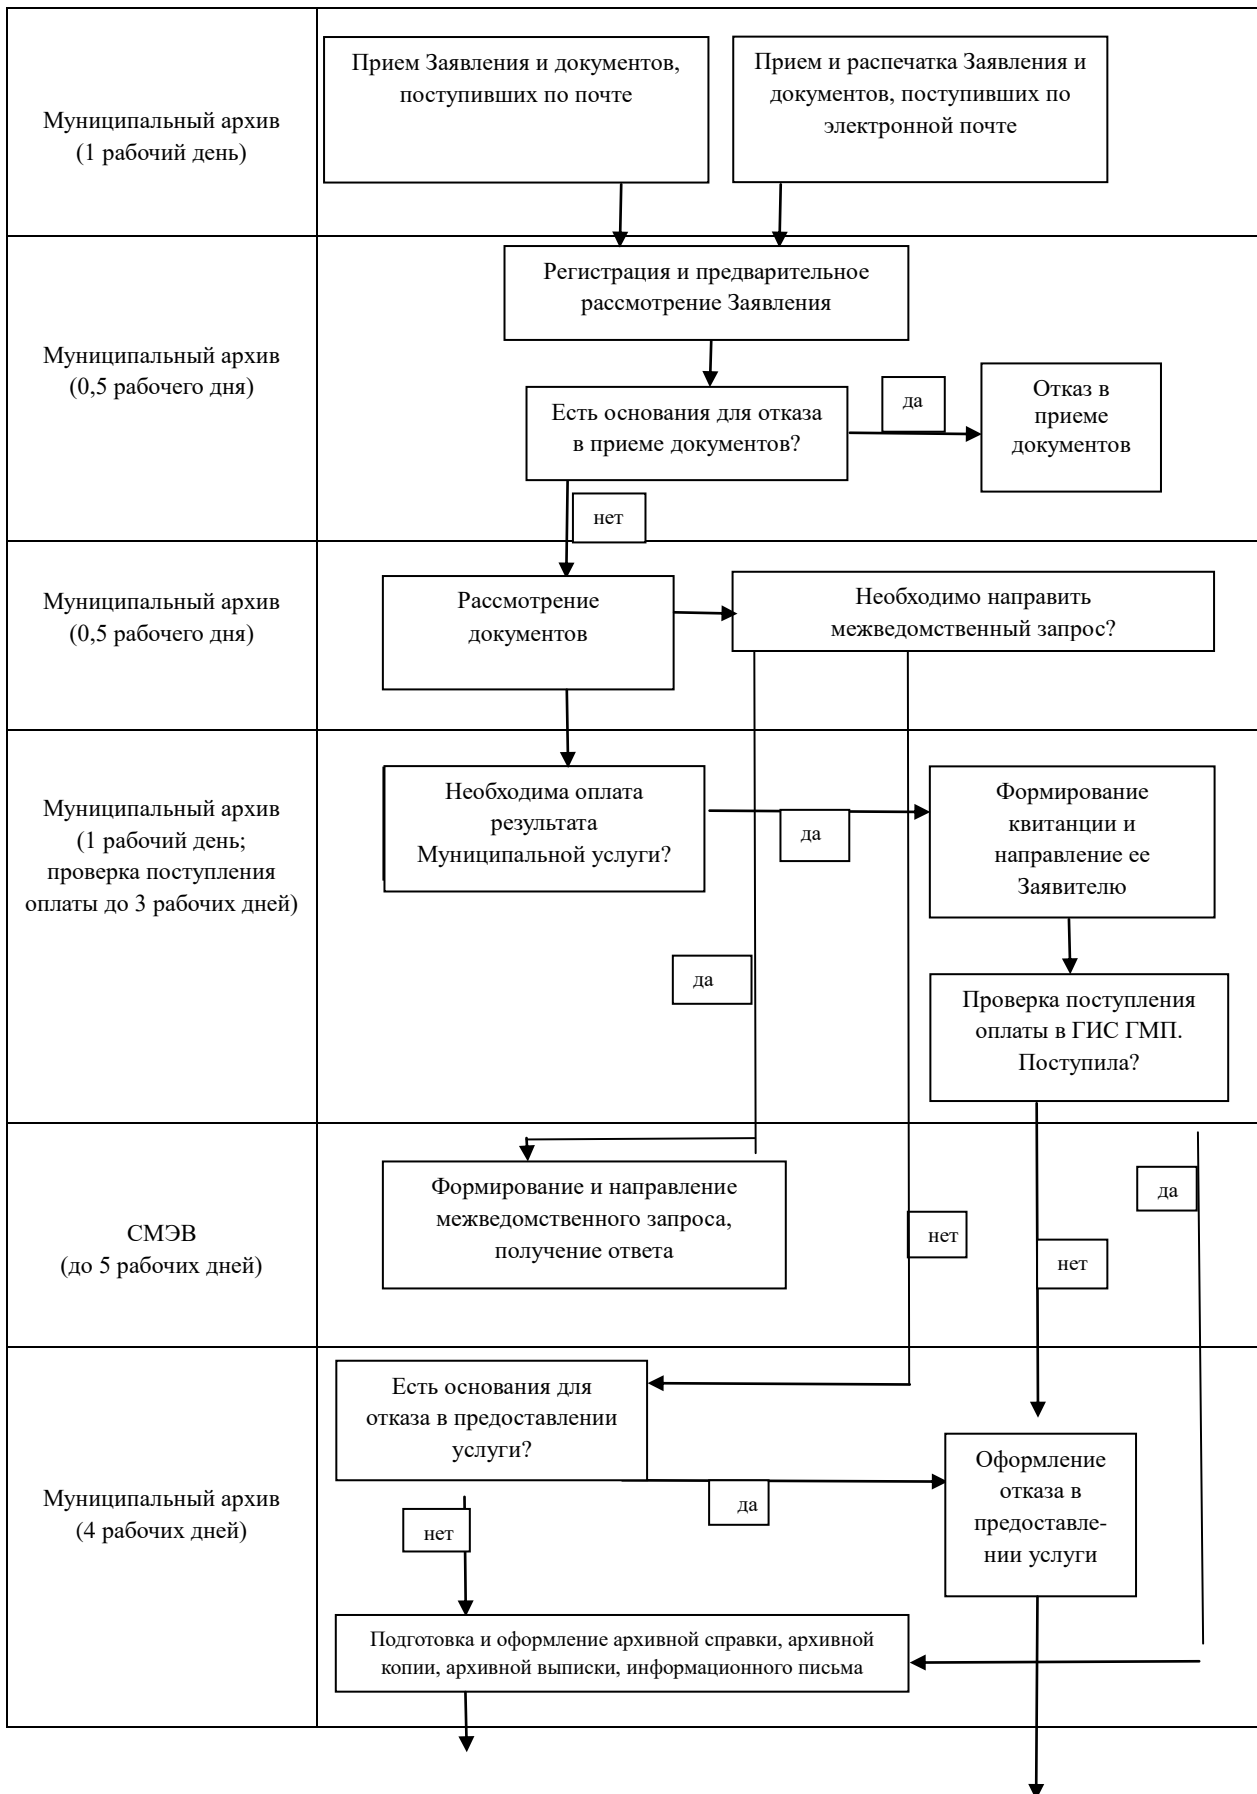 Муниципальный архив
(1 рабочий день)
Прием Заявления и документов,
поступивших по почте
Прием и распечатка Заявления и
документов, поступивших по
электронной почте
Муниципальный архив
(0,5 рабочего дня)
Регистрация и предварительное
рассмотрение Заявления
Есть основания для отказа
в приеме документов?
да
Отказ в
приеме
документов
нет
Муниципальный архив
(0,5 рабочего дня)
Рассмотрение
документов
Необходимо направить
межведомственный запрос?
Муниципальный архив
(1 рабочий день;
проверка поступления
оплаты до 3 рабочих дней)
Необходима оплата
результата
Муниципальной услуги?
да
Формирование
квитанции и
направление ее
Заявителю
да
Проверка поступления
оплаты в ГИС ГМП.
Поступила?
СМЭВ
(до 5 рабочих дней)
Формирование и направление
межведомственного запроса,
получение ответа
нет
нет
да
Муниципальный архив
(4 рабочих дней)
Есть основания для
отказа в предоставлении
услуги?
да
нет
Оформление
отказа в
предоставле-
нии услуги
Подготовка и оформление архивной справки, архивной
копии, архивной выписки, информационного письма